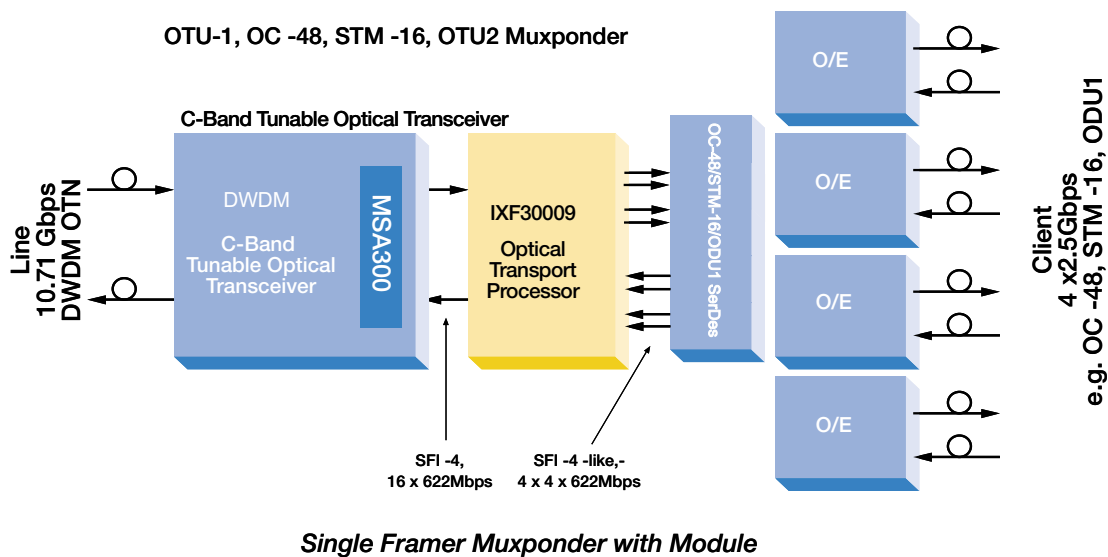 OTU-1, OC -48, STM -16, OTU2 Muxponder
C-Band Tunable Optical Transceiver
Line
10.71 Gbps
DWDM OTN
DWDM
C-Band
Tunable Optical
Transceiver
MSA300
IXF30009
Optical
Transport
Processor
OC-48/STM-16/ODU1 SerDes
O/E
O/E
O/E
O/E
Client
4 x2.5Gbps
e.g. OC -48, STM -16, ODU1
SFI -4,
16 x 622Mbps
SFI -4 -like,-
4 x 4 x 622Mbps
Single Framer Muxponder with Module